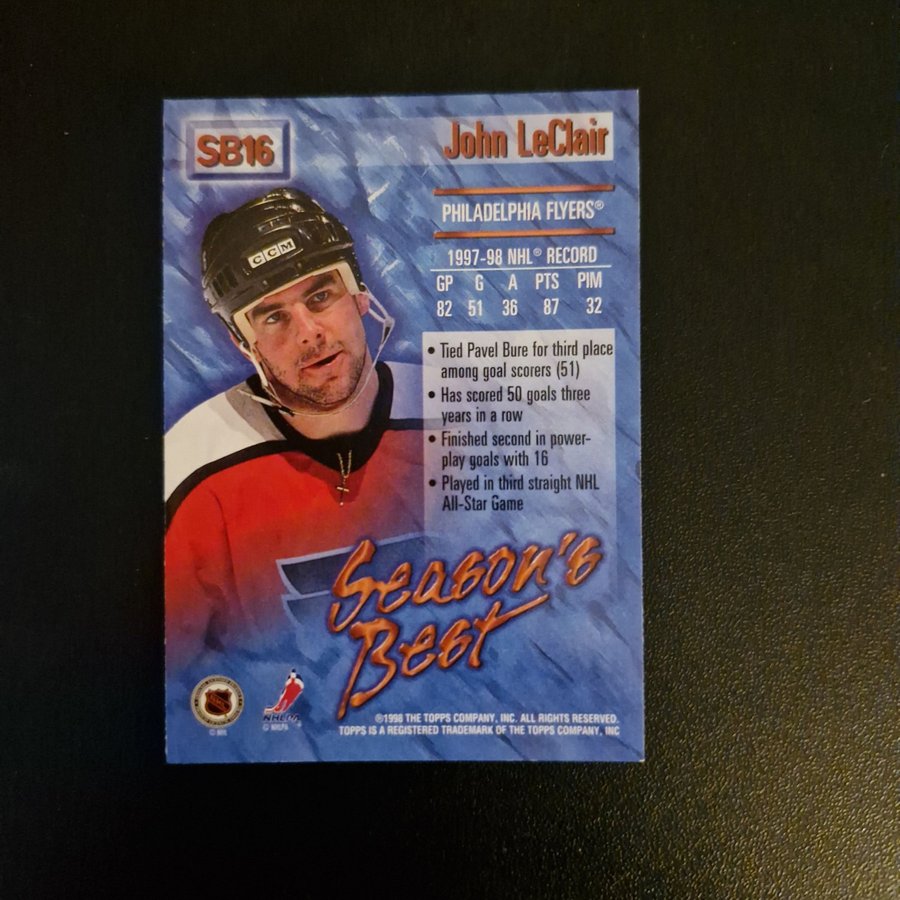 SB16
John LeClair
CCM
PHILADELPHIA FLYERS®
1997-98 NHL® RECORD
GP G A PTS PIM
82 51 36 87 32
• Tied Pavel Bure for third place
among goal scorers (51)
• Has scored 50 goals three
years in a row
• Finished second in power-
play goals with 16
• Played in third straight NHL
All-Star Game
Season's
Best
NHLPA
© NHL
© NHLPA
©1998 THE TOPPS COMPANY, INC. ALL RIGHTS RESERVED.
TOPPS IS A REGISTERED TRADEMARK OF THE TOPPS COMPANY, INC